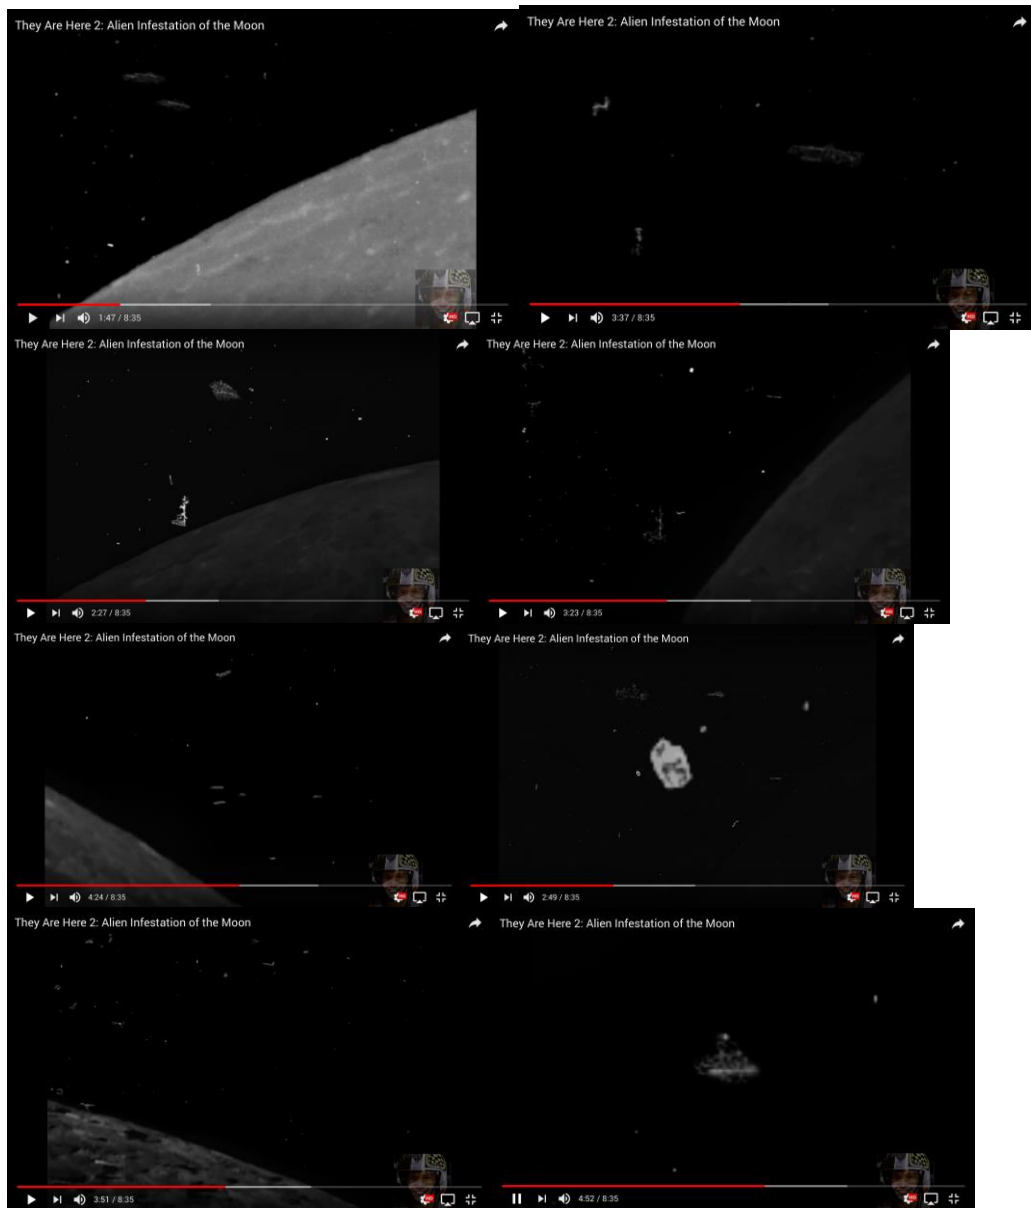 They Are Here 2: Alien Infestation of the Moon
They Are Here 2: Alien Infestation of the Moon
1:47 / 8:35
3:37 / 8:35
They Are Here 2: Alien Infestation of the Moon
They Are Here 2: Alien Infestation of the Moon
2:27 / 8:35
3:23 / 8:35
They Are Here 2: Alien Infestation of the Moon
They Are Here 2: Alien Infestation of the Moon
4:24 / 8:35
2:49 / 8:35
They Are Here 2: Alien Infestation of the Moon
They Are Here 2: Alien Infestation of the Moon
3:51 / 8:35
4:52 / 8:35